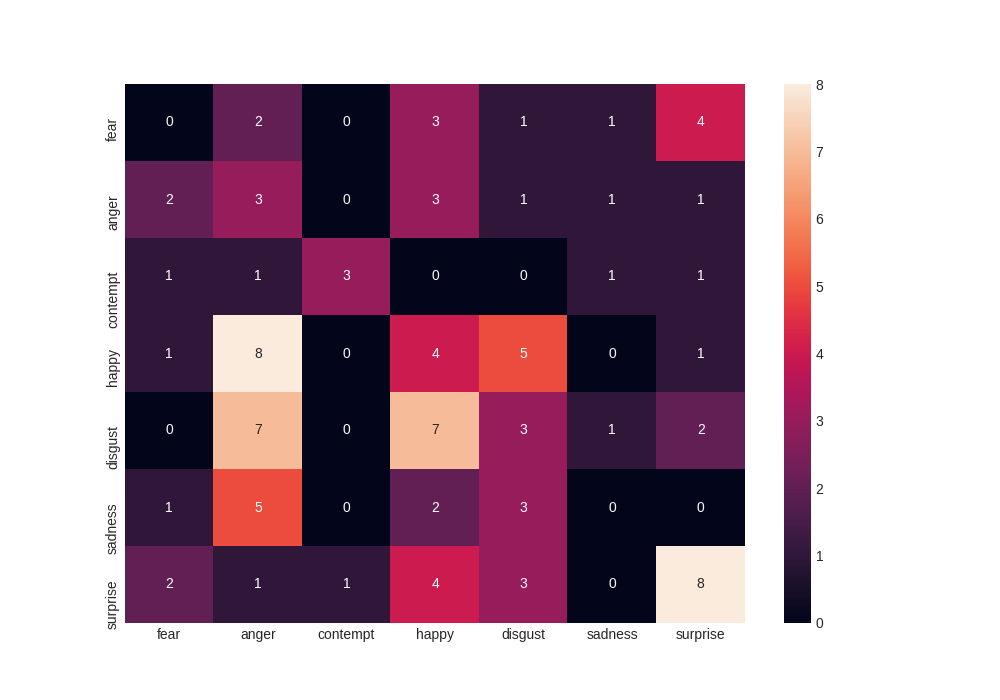 8
fear 0 2 0 3 1 1 4
7
anger 2 3 0 3 1 1 1
6
contempt 1 1 3 0 0 1 1
5
happy 1 8 0 4 5 0 1
4
disgust 0 7 0 7 3 1 2
3
sadness 1 5 0 2 3 0 0
2
surprise 2 1 1 4 3 0 8
1
0
fear anger contempt happy disgust sadness surprise